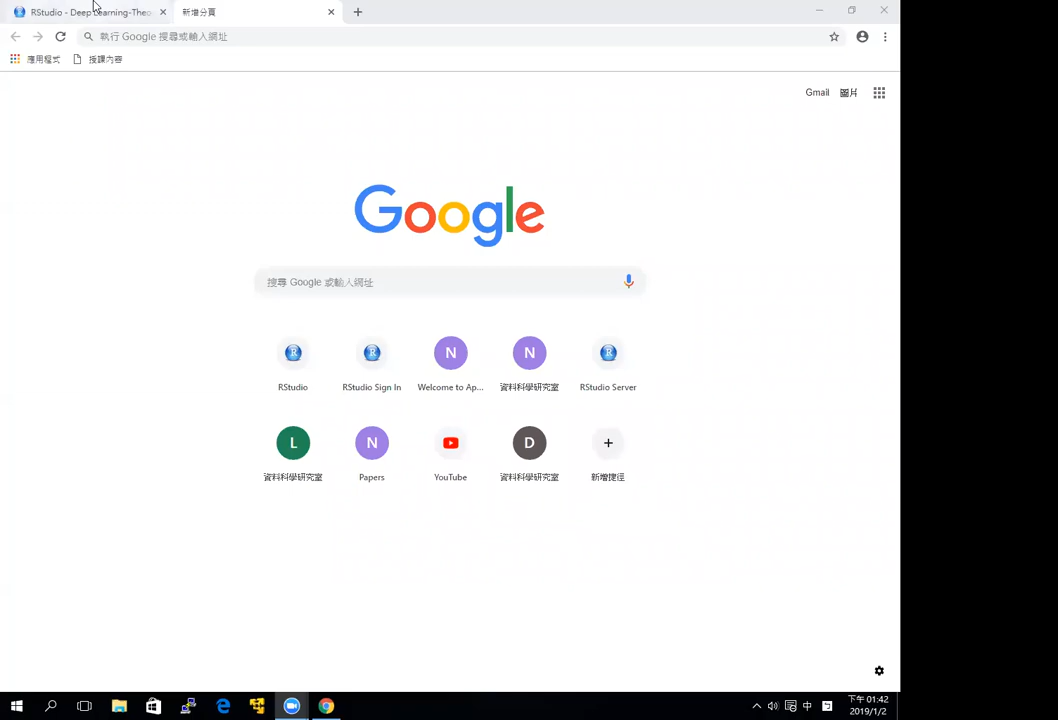 RStudio - Deep Learning-Theo
新增分頁
執行 Google 搜尋或輸入網址
應用程式
授課內容
Gmail
圖片
Google
搜尋 Google 或輸入網址
R
R
N
N
R
RStudio
RStudio Sign In
Welcome to Ap...
資料科學研究室
RStudio Server
L
N
D
資料科學研究室
Papers
YouTube
資料科學研究室
新增捷徑
中
下午 01:42
2019/1/2